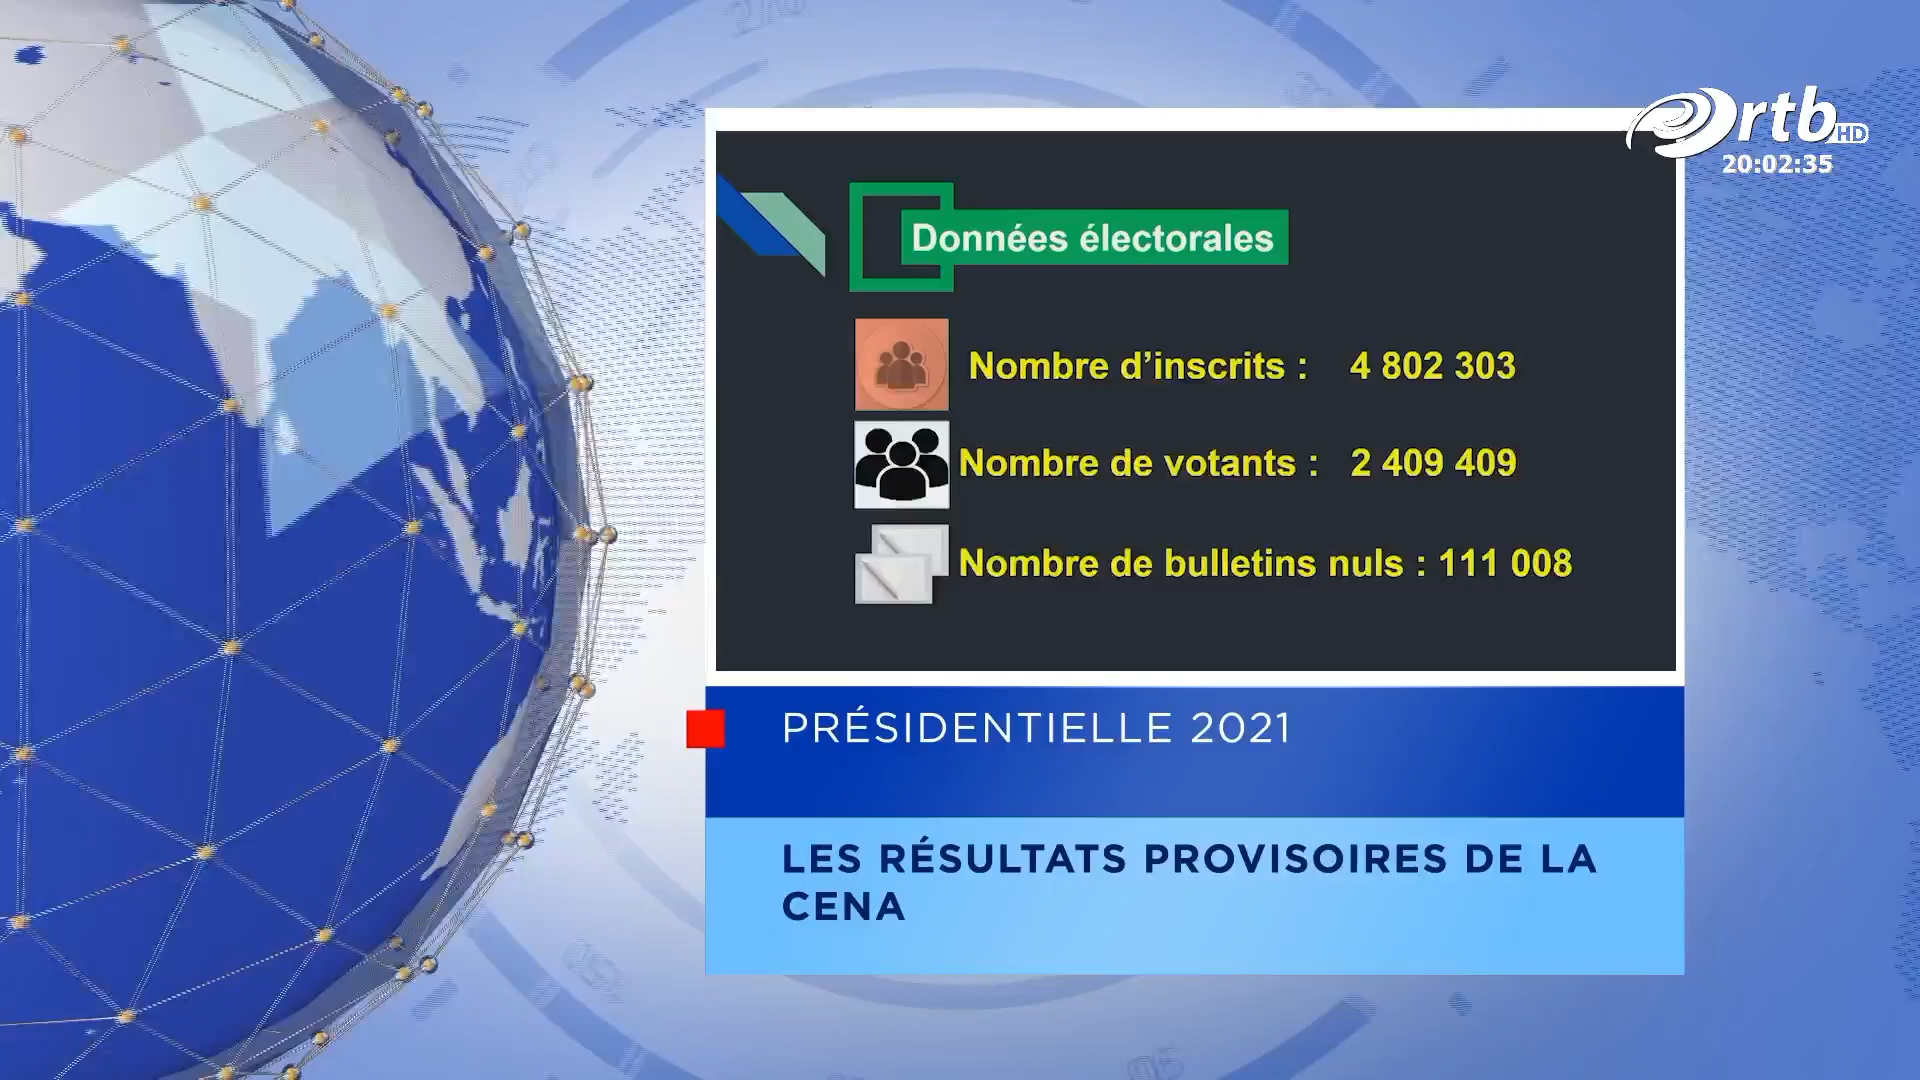 rtb HD
20:02:35
Données électorales
Nombre d’inscrits : 4 802 303
Nombre de votants : 2 409 409
Nombre de bulletins nuls : 111 008
PRÉSIDENTIELLE 2021
LES RÉSULTATS PROVISOIRES DE LA
CENA